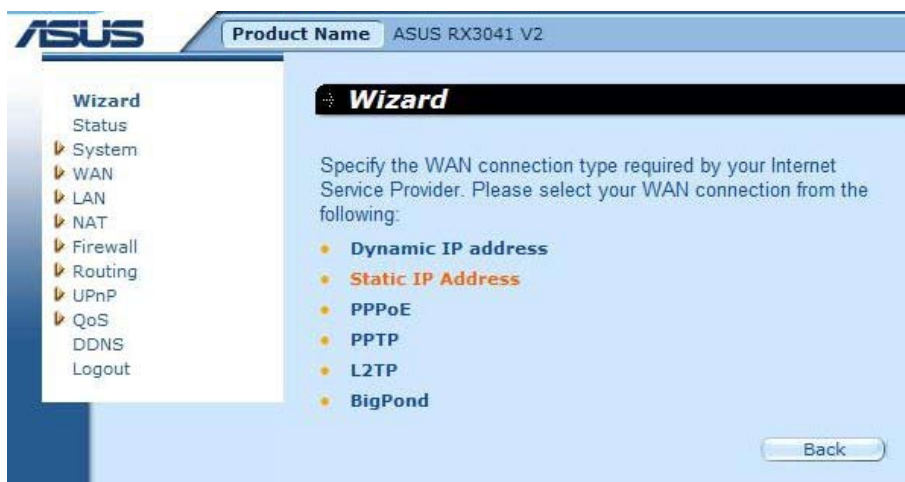 ASUS
Product Name ASUS RX3041 V2
Wizard
Status
System
WAN
LAN
NAT
Firewall
Routing
UPnP
QoS
DDNS
Logout
Wizard
Specify the WAN connection type required by your Internet
Service Provider. Please select your WAN connection from the
following:
Dynamic IP address
Static IP Address
PPPoE
PPTP
L2TP
BigPond
Back